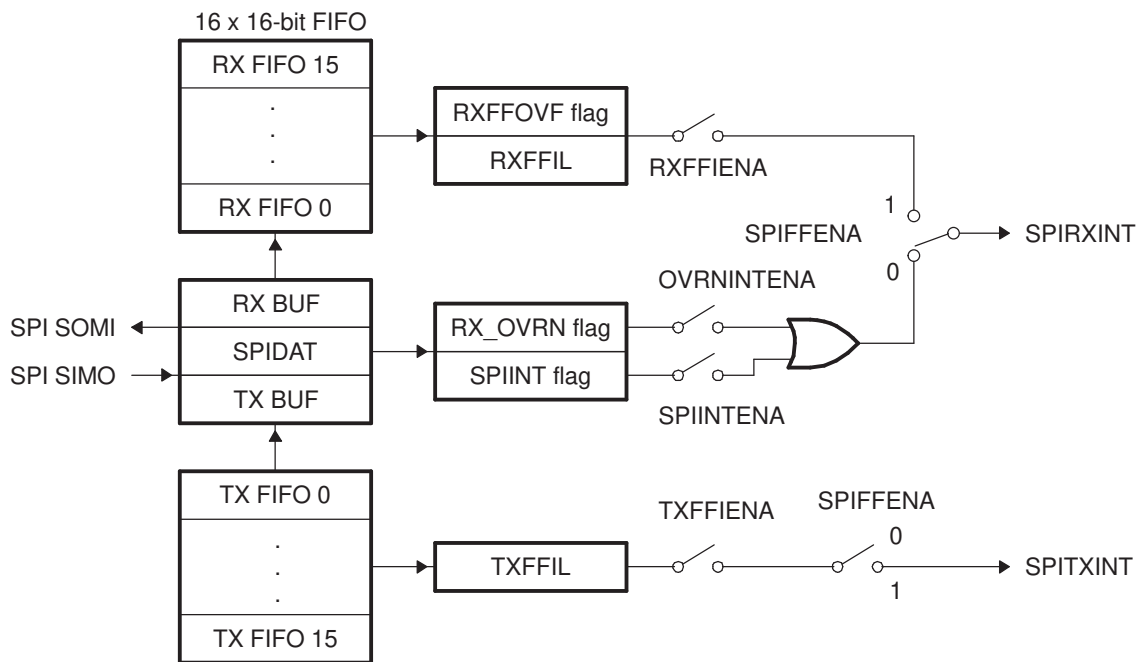 16 x 16-bit FIFO
RX FIFO 15
.
.
.
RX FIFO 0
RXFFOVF flag
RXFFIL
RXFFIENA
1
SPIFFENA
0
SPIRXINT
OVRNINTENA
SPI SOMI
SPI SIMO
RX BUF
SPIDAT
TX BUF
RX_OVRN flag
SPIINT flag
SPIINTENA
TX FIFO 0
.
.
.
TX FIFO 15
TXFFIL
TXFFIENA
SPIFFENA
0
1
SPITXINT